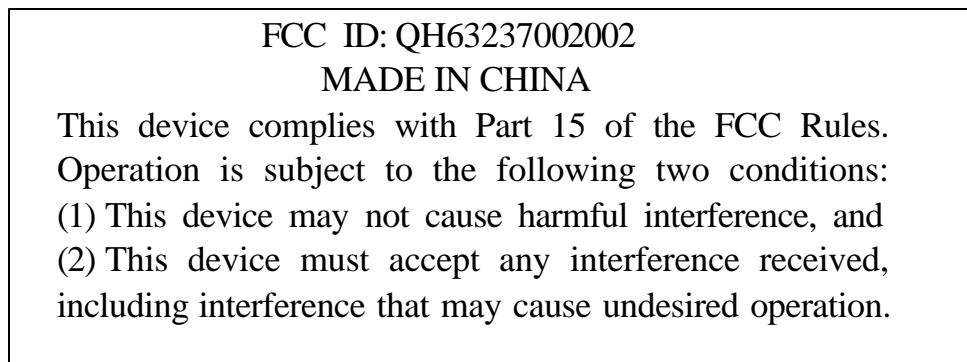 FCC ID: QH63237002002
MADE IN CHINA
This device complies with Part 15 of the FCC Rules.
Operation is subject to the following two conditions:
(1) This device may not cause harmful interference, and
(2) This device must accept any interference received,
including interference that may cause undesired operation.